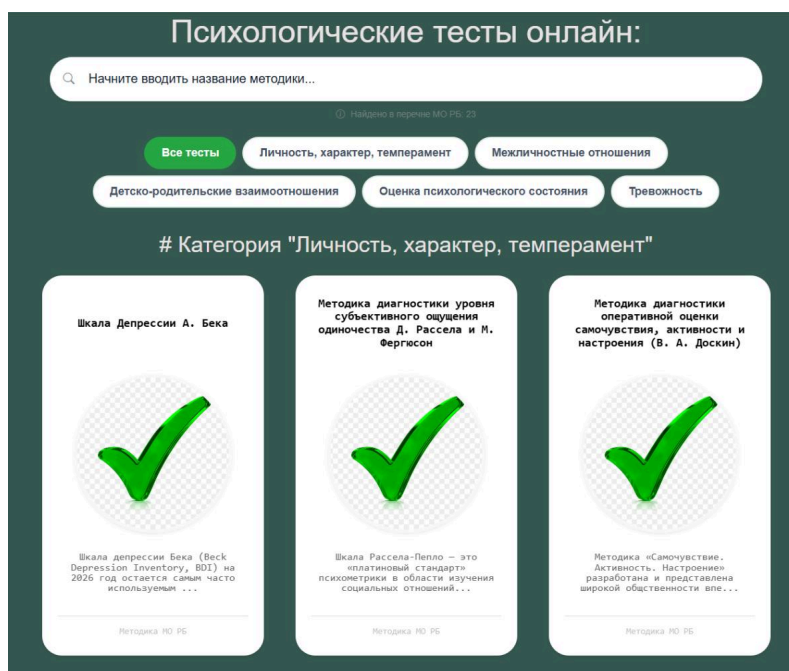 Психологические тесты онлайн:
Начните вводить название методики...
Найдено в перечне МО РБ: 23
Все тесты
Личность, характер, темперамент
Межличностные отношения
Детско-родительские взаимоотношения
Оценка психологического состояния
Тревожность
# Категория "Личность, характер, темперамент"
Шкала Депрессии А. Бека
Методика диагностики уровня
субъективного ощущения
одиночества Д. Рассела и М.
Фергюсон
Методика диагностики
оперативной оценки
самочувствия, активности и
настроения (В. А. Доскин)
Шкала депрессии Бека (Beck
Depression Inventory, BDI) на
2026 год остается самым часто
используемым ...
Шкала Рассела-Пепло — это
«платиновый стандарт»
психометрики в области изучения
социальных отношений...
Методика «Самочувствие.
Активность. Настроение»
разработана и представлена
широкой общественности впе...
Методика МО РБ
Методика МО РБ
Методика МО РБ